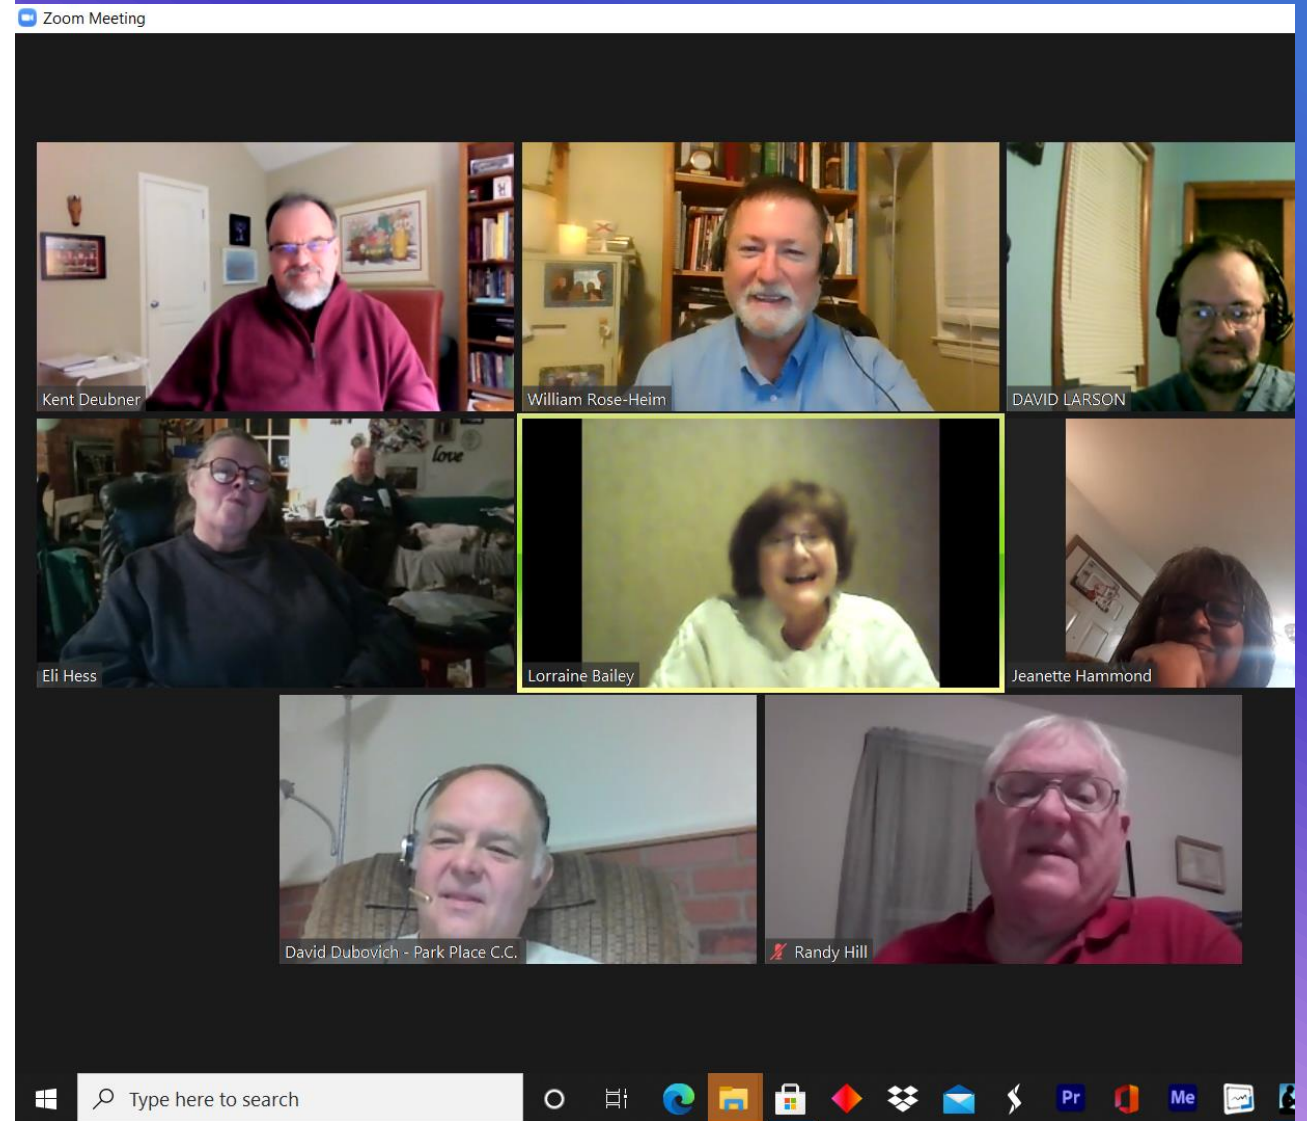 Zoom Meeting
Kent Deubner
William Rose-Heim
DAVID LARSON
love
Eli Hess
Lorraine Bailey
Jeanette Hammond
David Dubovich - Park Place C.C.
Randy Hill
Type here to search
Pr
Me